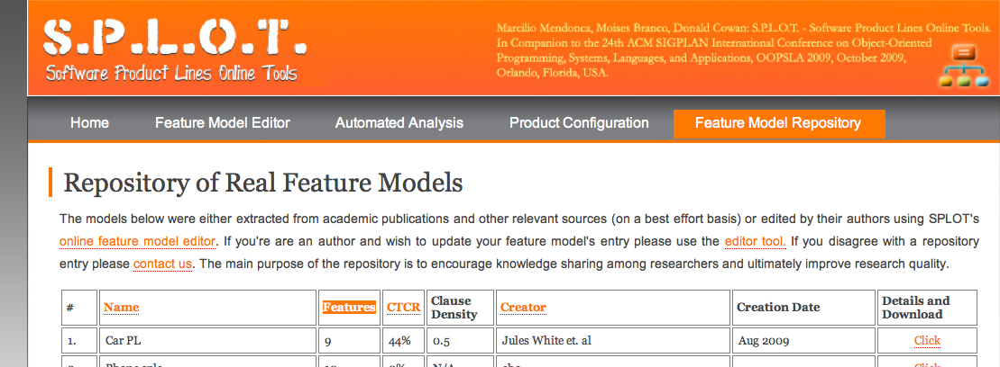 S.P.L.O.T.
Software Product Lines Online Tools
Marcilio Mendonca, Moises Branco, Donald Cowan: S.P.L.O.T. - Software Product Lines Online Tools.
In Companion to the 24th ACM SIGPLAN International Conference on Object-Oriented
Programming, Systems, Languages, and Applications, OOPSLA 2009, October 2009,
Orlando, Florida, USA.
Home Feature Model Editor Automated Analysis Product Configuration Feature Model Repository
Repository of Real Feature Models
The models below were either extracted from academic publications and other relevant sources (on a best effort basis) or edited by their authors using SPLOT's
online feature model editor. If you're are an author and wish to update your feature model's entry please use the editor tool. If you disagree with a repository
entry please contact us. The main purpose of the repository is to encourage knowledge sharing among researchers and ultimately improve research quality.
# Name Features CTCR Clause Density Creator Creation Date Details and Download
1. Car PL 9 44% 0.5 Jules White et. al Aug 2009 Click